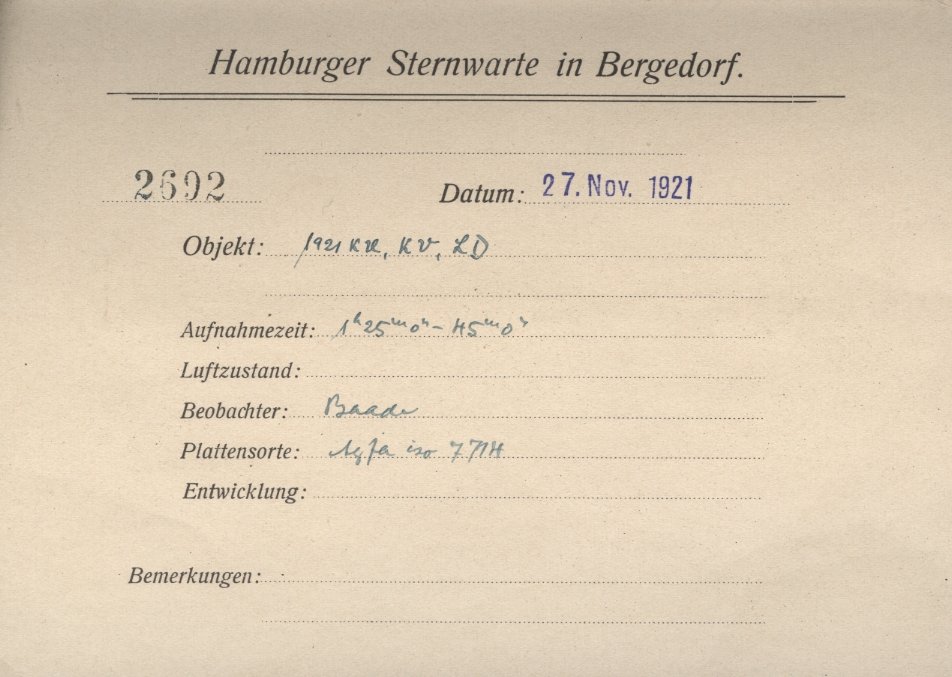 Hamburger Sternwarte in Bergedorf.
2692 Datum: 27. Nov. 1921
Objekt: 1921 KV, LD
Aufnahmezeit: 1h 25m 0s - 45m 0s
Luftzustand:
Beobachter: Baade
Plattensorte: Agfa iso 7714
Entwicklung:
Bemerkungen: